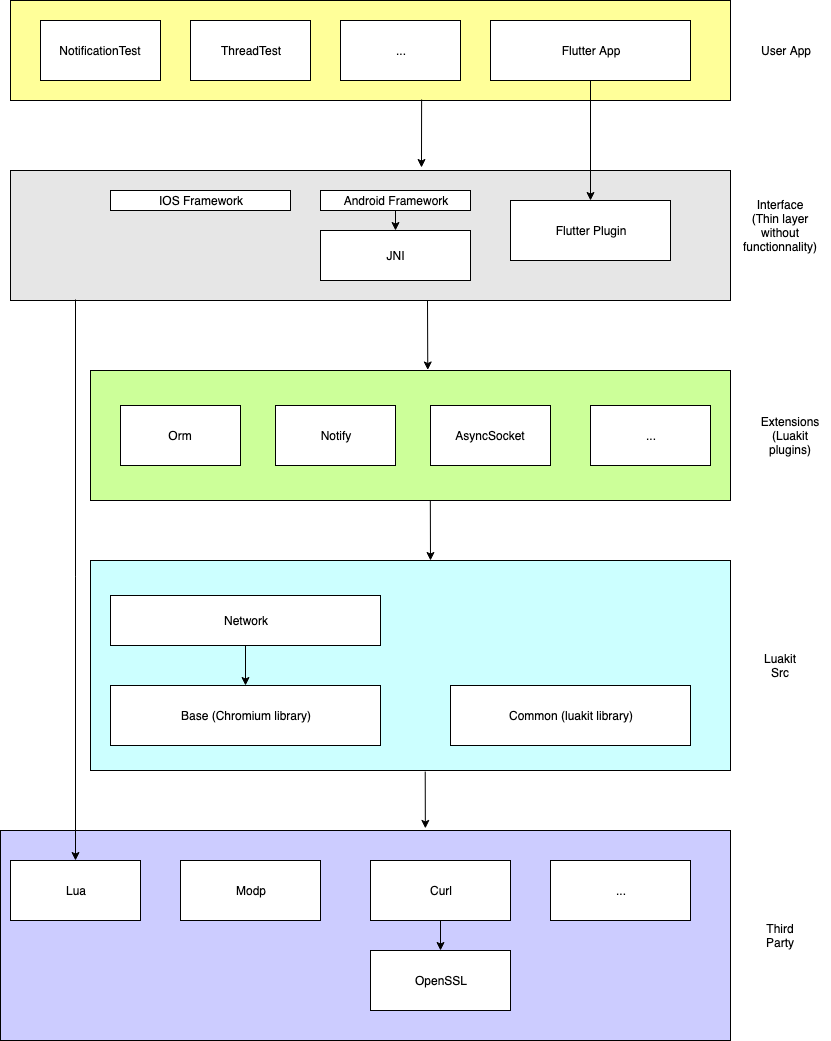 NotificationTest
ThreadTest
...
Flutter App
User App
IOS Framework
Android Framework
JNI
Flutter Plugin
Interface
(Thin layer
without
functionnality)
Orm
Notify
AsyncSocket
...
Extensions
(Luakit
plugins)
Network
Base (Chromium library)
Common (luakit library)
Luakit
Src
Lua
Modp
Curl
...
OpenSSL
Third
Party